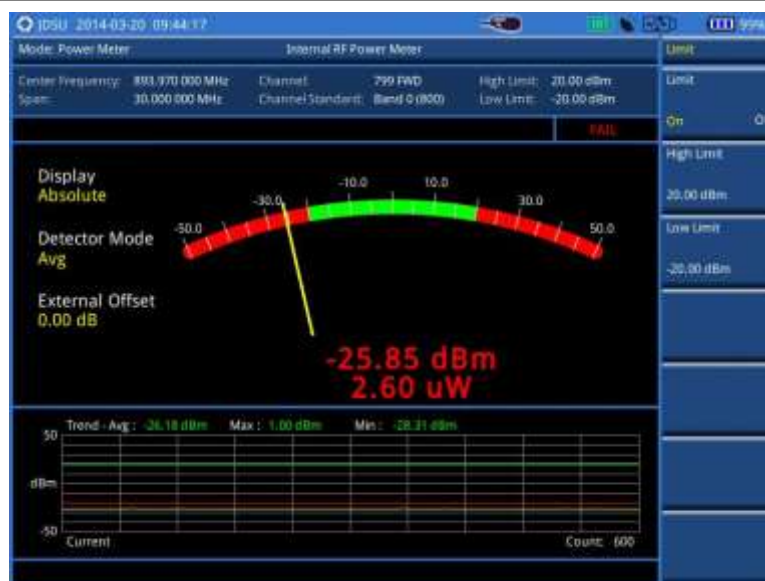 JDSU 2014-03-20 09:44:17
99%
Mode: Power Meter
Internal RF Power Meter
Limit
Center Frequency: 893.970 000 MHz
Channel: 799 FWD
High Limit: 20.00 dBm
Span: 30.000 000 MHz
Channel Standard: Band 0 (800)
Low Limit: -20.00 dBm
FAIL
Limit
On
High Limit
20.00 dBm
Low Limit
-20.00 dBm
Display
Absolute
Detector Mode
Avg
External Offset
0.00 dB
-50.0
-30.0
-10.0
10.0
30.0
50.0
-25.85 dBm
2.60 uW
Trend - Avg : -26.18 dBm
Max : 1.00 dBm
Min : -28.31 dBm
50
dBm
-50
Current
Count: 600